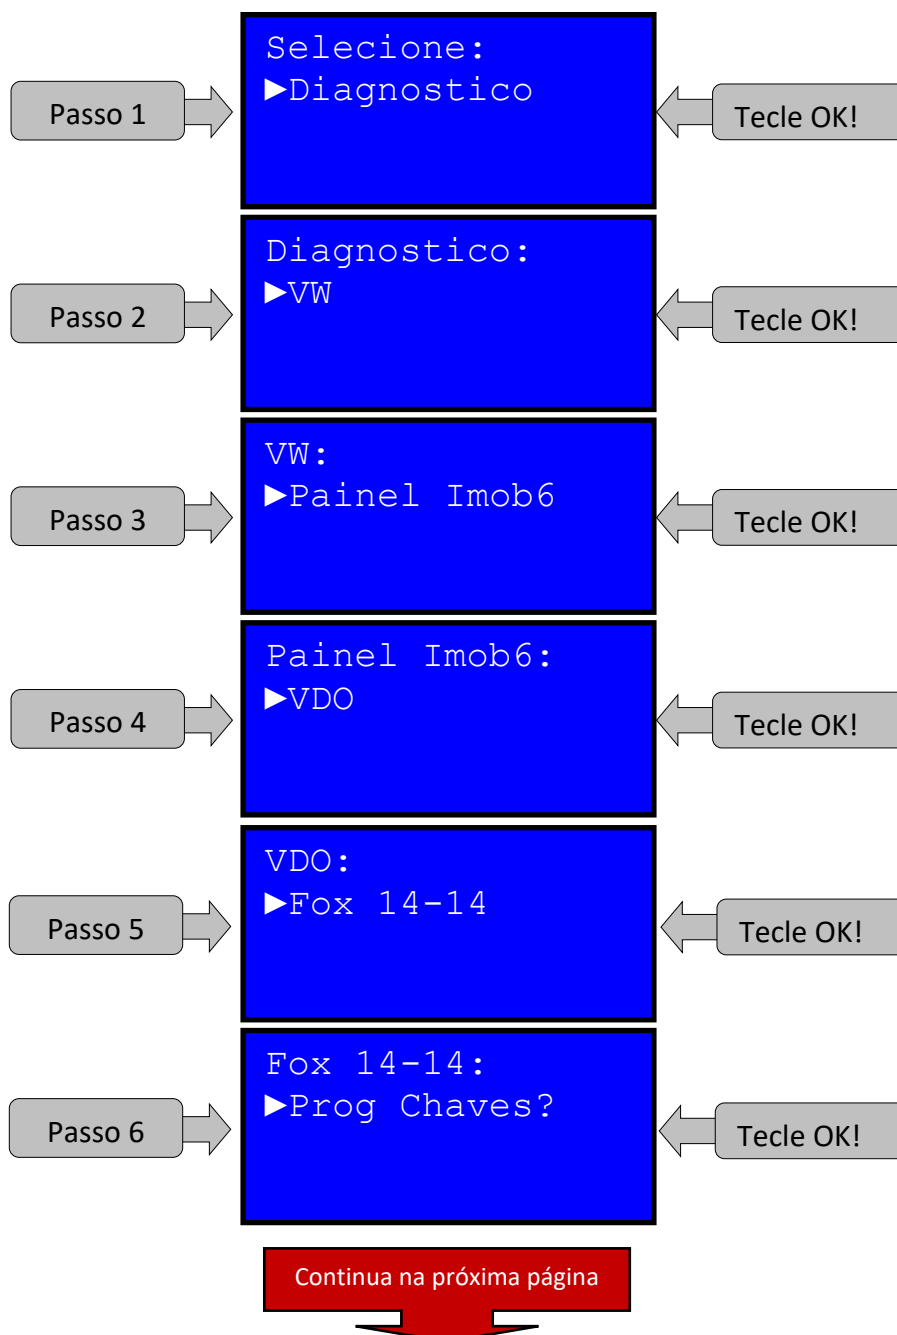 Selecione:
Passo 1
►Diagnostico
Tecle OK!
Diagnostico:
Passo 2
►VW
Tecle OK!
VW:
Passo 3
►Painel Imob6
Tecle OK!
Painel Imob6:
Passo 4
►VDO
Tecle OK!
VDO:
Passo 5
►Fox 14-14
Tecle OK!
Fox 14-14:
Passo 6
►Prog Chaves?
Tecle OK!
Continua na próxima página